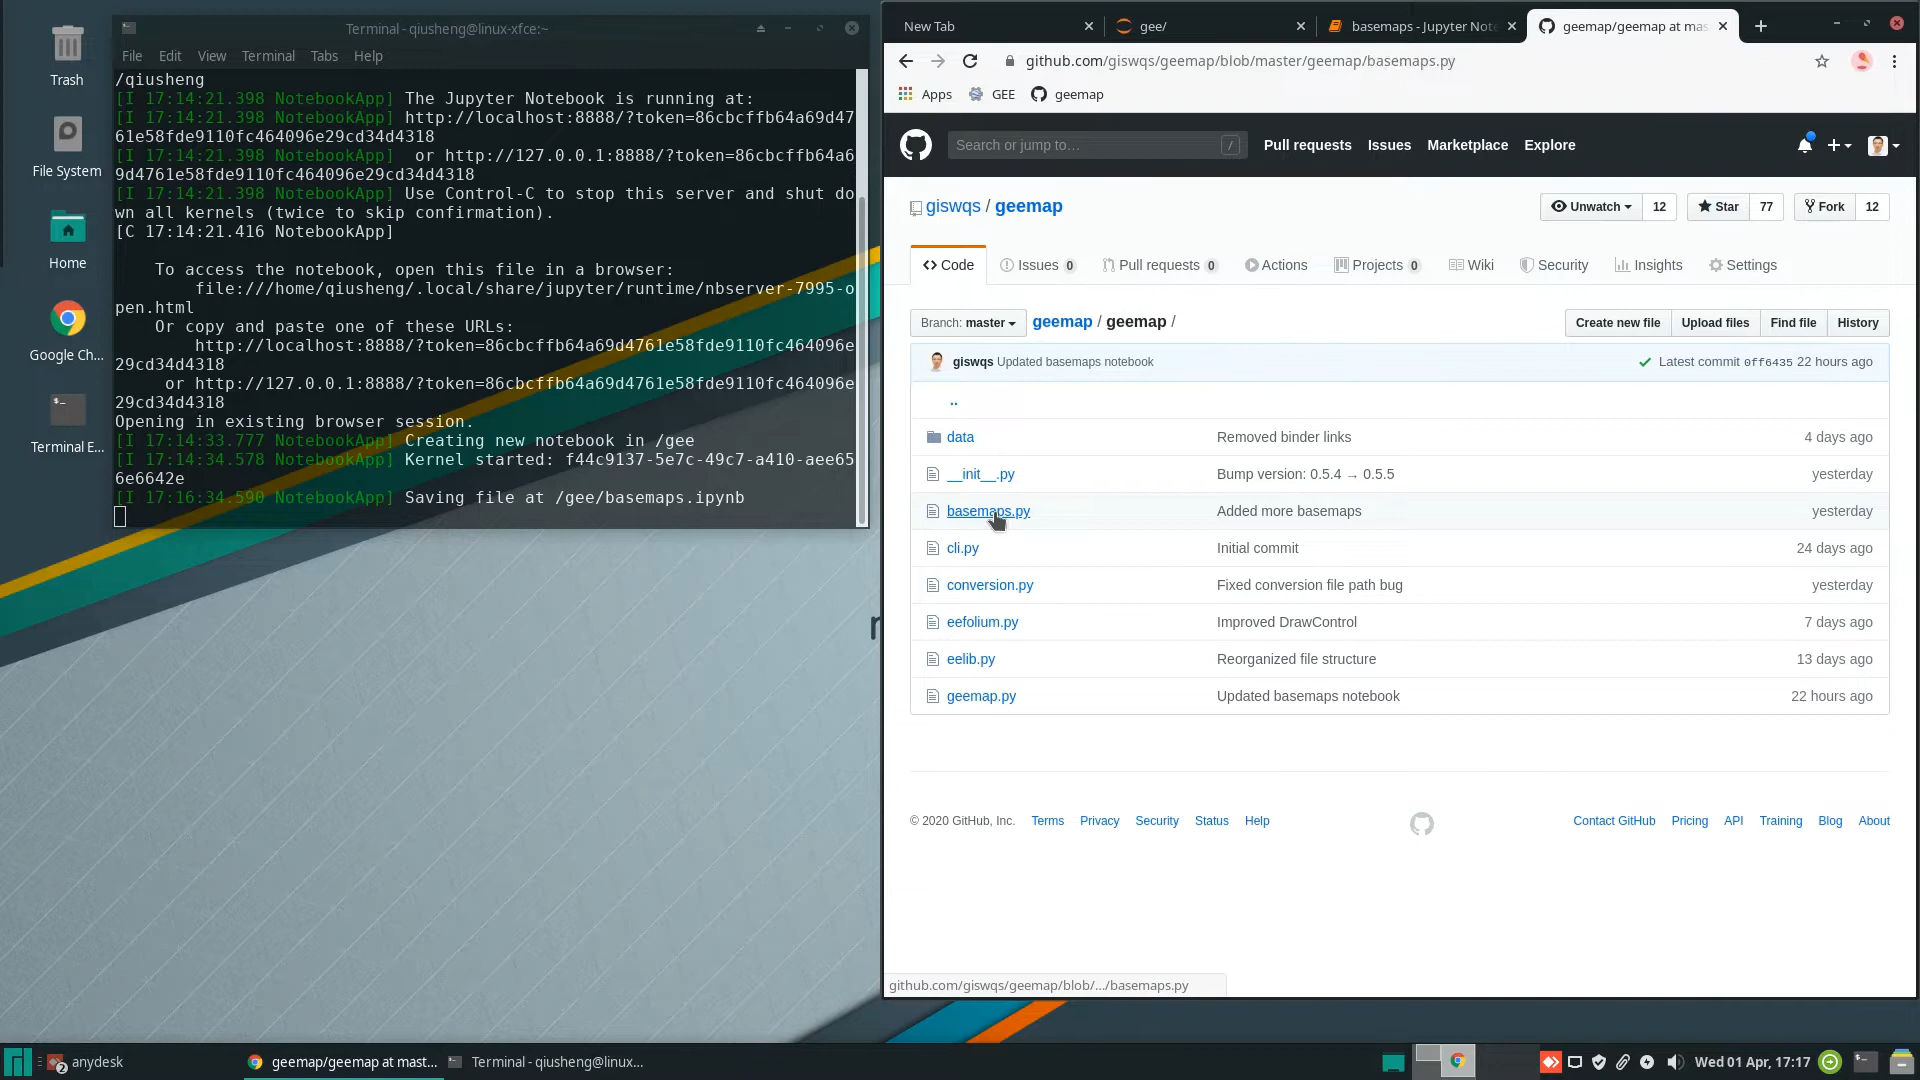 Trash
File System
Home
Google Ch...
Terminal E...
Terminal - qiusheng@linux-xfce:~
File Edit View Terminal Tabs Help
/qiusheng
[I 17:14:21.398 NotebookApp] The Jupyter Notebook is running at:
[I 17:14:21.398 NotebookApp] http://localhost:8888/?token=86cbcffb64a69d47
61e58fde9110fc464096e29cd34d4318
[I 17:14:21.398 NotebookApp]  or http://127.0.0.1:8888/?token=86cbcffb64a6
9d4761e58fde9110fc464096e29cd34d4318
[I 17:14:21.398 NotebookApp] Use Control-C to stop this server and shut do
wn all kernels (twice to skip confirmation).
[C 17:14:21.416 NotebookApp]
To access the notebook, open this file in a browser:
file:///home/qiusheng/.local/share/jupyter/runtime/nbserver-7995-o
pen.html
Or copy and paste one of these URLs:
http://localhost:8888/?token=86cbcffb64a69d4761e58fde9110fc464096e
29cd34d4318
or http://127.0.0.1:8888/?token=86cbcffb64a69d4761e58fde9110fc464096e
29cd34d4318
Opening in existing browser session.
[I 17:14:33.777 NotebookApp] Creating new notebook in /gee
[I 17:14:34.578 NotebookApp] Kernel started: f44c9137-5e7c-49c7-a410-aee65
6e6642e
[I 17:16:34.590 NotebookApp] Saving file at /gee/basemaps.ipynb
New Tab gee/ basemaps - Jupyter Note geemap/geemap at mas
github.com/giswqs/geemap/blob/master/geemap/basemaps.py
Apps GEE geemap
Search or jump to… / Pull requests Issues Marketplace Explore
giswqs / geemap Unwatch 12 Star 77 Fork 12
Code Issues 0 Pull requests 0 Actions Projects 0 Wiki Security Insights Settings
Branch: master geemap / geemap / Create new file Upload files Find file History
giswqs Updated basemaps notebook Latest commit 0ff6435 22 hours ago
..
data Removed binder links 4 days ago
__init__.py Bump version: 0.5.4 → 0.5.5 yesterday
basemaps.py Added more basemaps yesterday
cli.py Initial commit 24 days ago
conversion.py Fixed conversion file path bug yesterday
eefolium.py Improved DrawControl 7 days ago
eelib.py Reorganized file structure 13 days ago
geemap.py Updated basemaps notebook 22 hours ago
© 2020 GitHub, Inc. Terms Privacy Security Status Help Contact GitHub Pricing API Training Blog About
github.com/giswqs/geemap/blob/.../basemaps.py
2 anydesk geemap/geemap at mast... Terminal - qiusheng@linux... Wed 01 Apr, 17:17